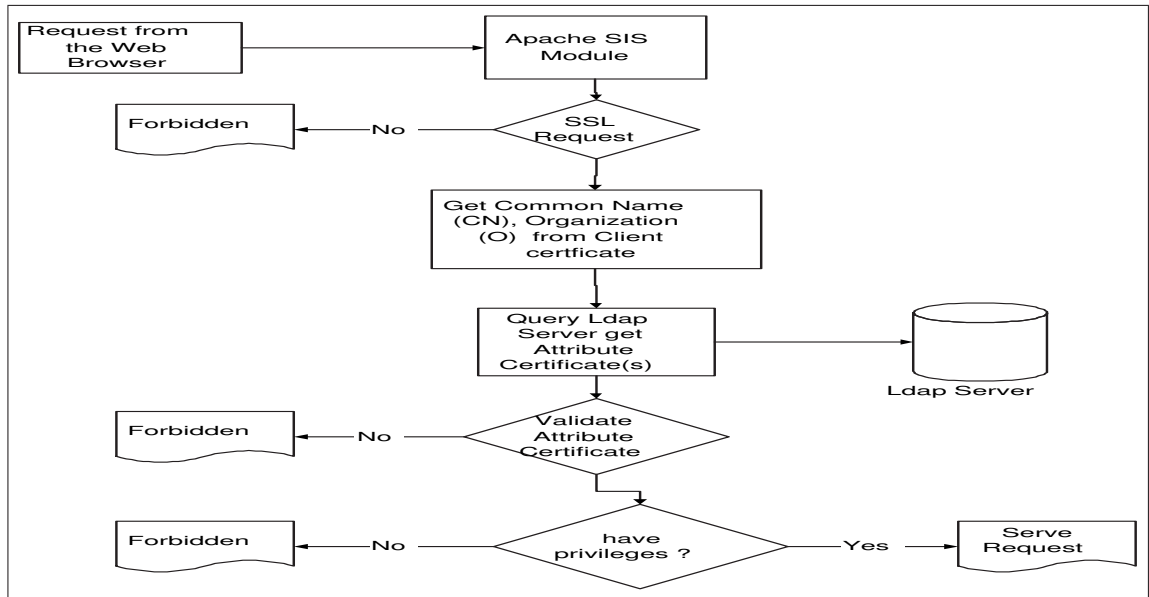 Request from
the Web
Browser
Apache SIS
Module
SSL
Request
No
Forbidden
Get Common Name
(CN), Organization
(O) from Client
certficate
Query Ldap
Server get
Attribute
Certificate(s)
Ldap Server
Validate
Attribute
Certificate
No
Forbidden
have
privileges ?
No
Forbidden
Yes
Serve
Request